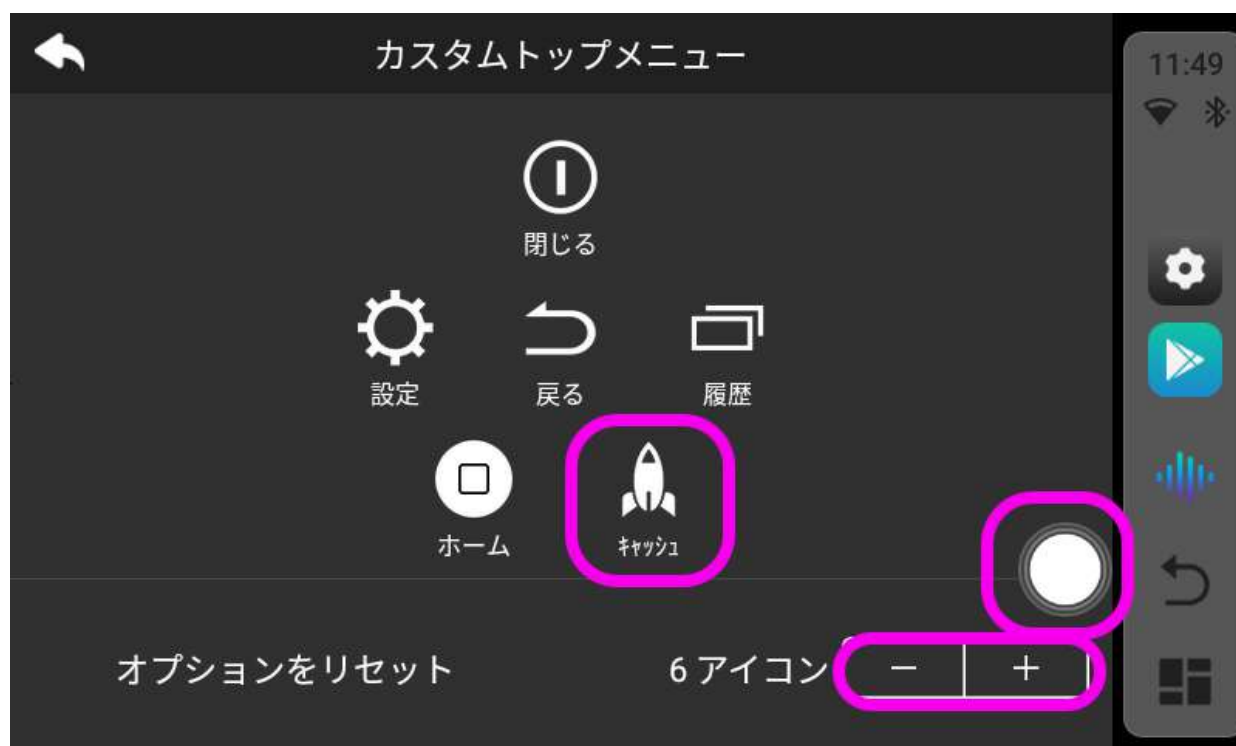 カスタムトップメニュー
11:49
閉じる
設定
戻る
履歴
ホーム
ｷｬｯｼｭ
オプションをリセット
6 アイコン
− +